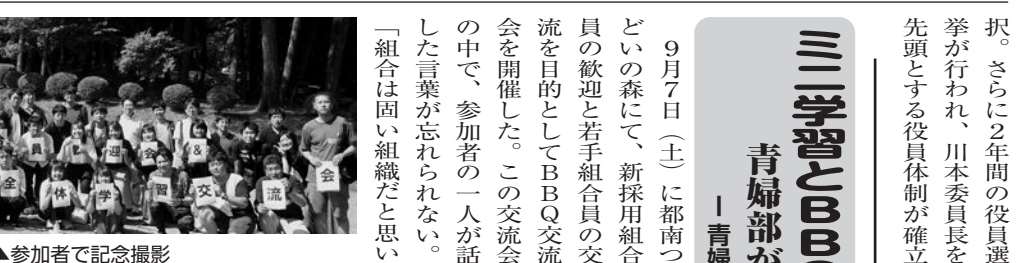 択。さらに2年間の役員選
挙が行われ、川本委員長を
先頭とする役員体制が確立
ミニ学習とBB
青婦部が
ー青婦
9月7日（土）に都南つ
どいの森にて、新採用組合
員の歓迎と若手組合員の交
流を目的としてBBQ交流
会を開催した。この交流会
の中で、参加者の一人が話
した言葉が忘れられない。
「組合は固い組織だと思い
員 歓 迎 会 &
全 体 学 習 交 流 会
▲参加者で記念撮影